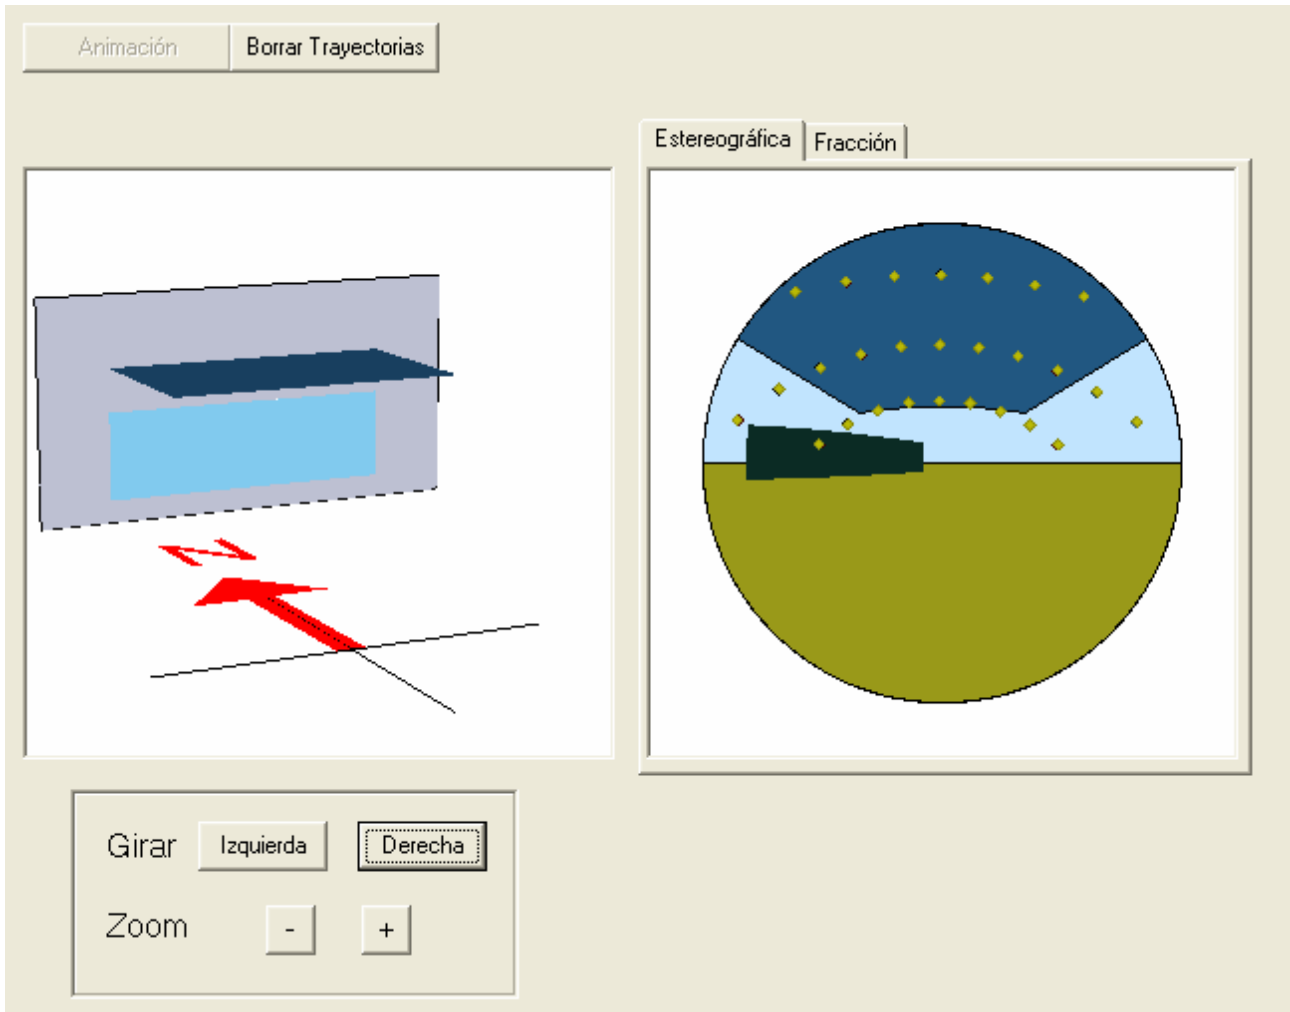 Animación
Borrar Trayectorias
Estereográfica
Fracción
N
Girar
Izquierda
Derecha
Zoom
-
+